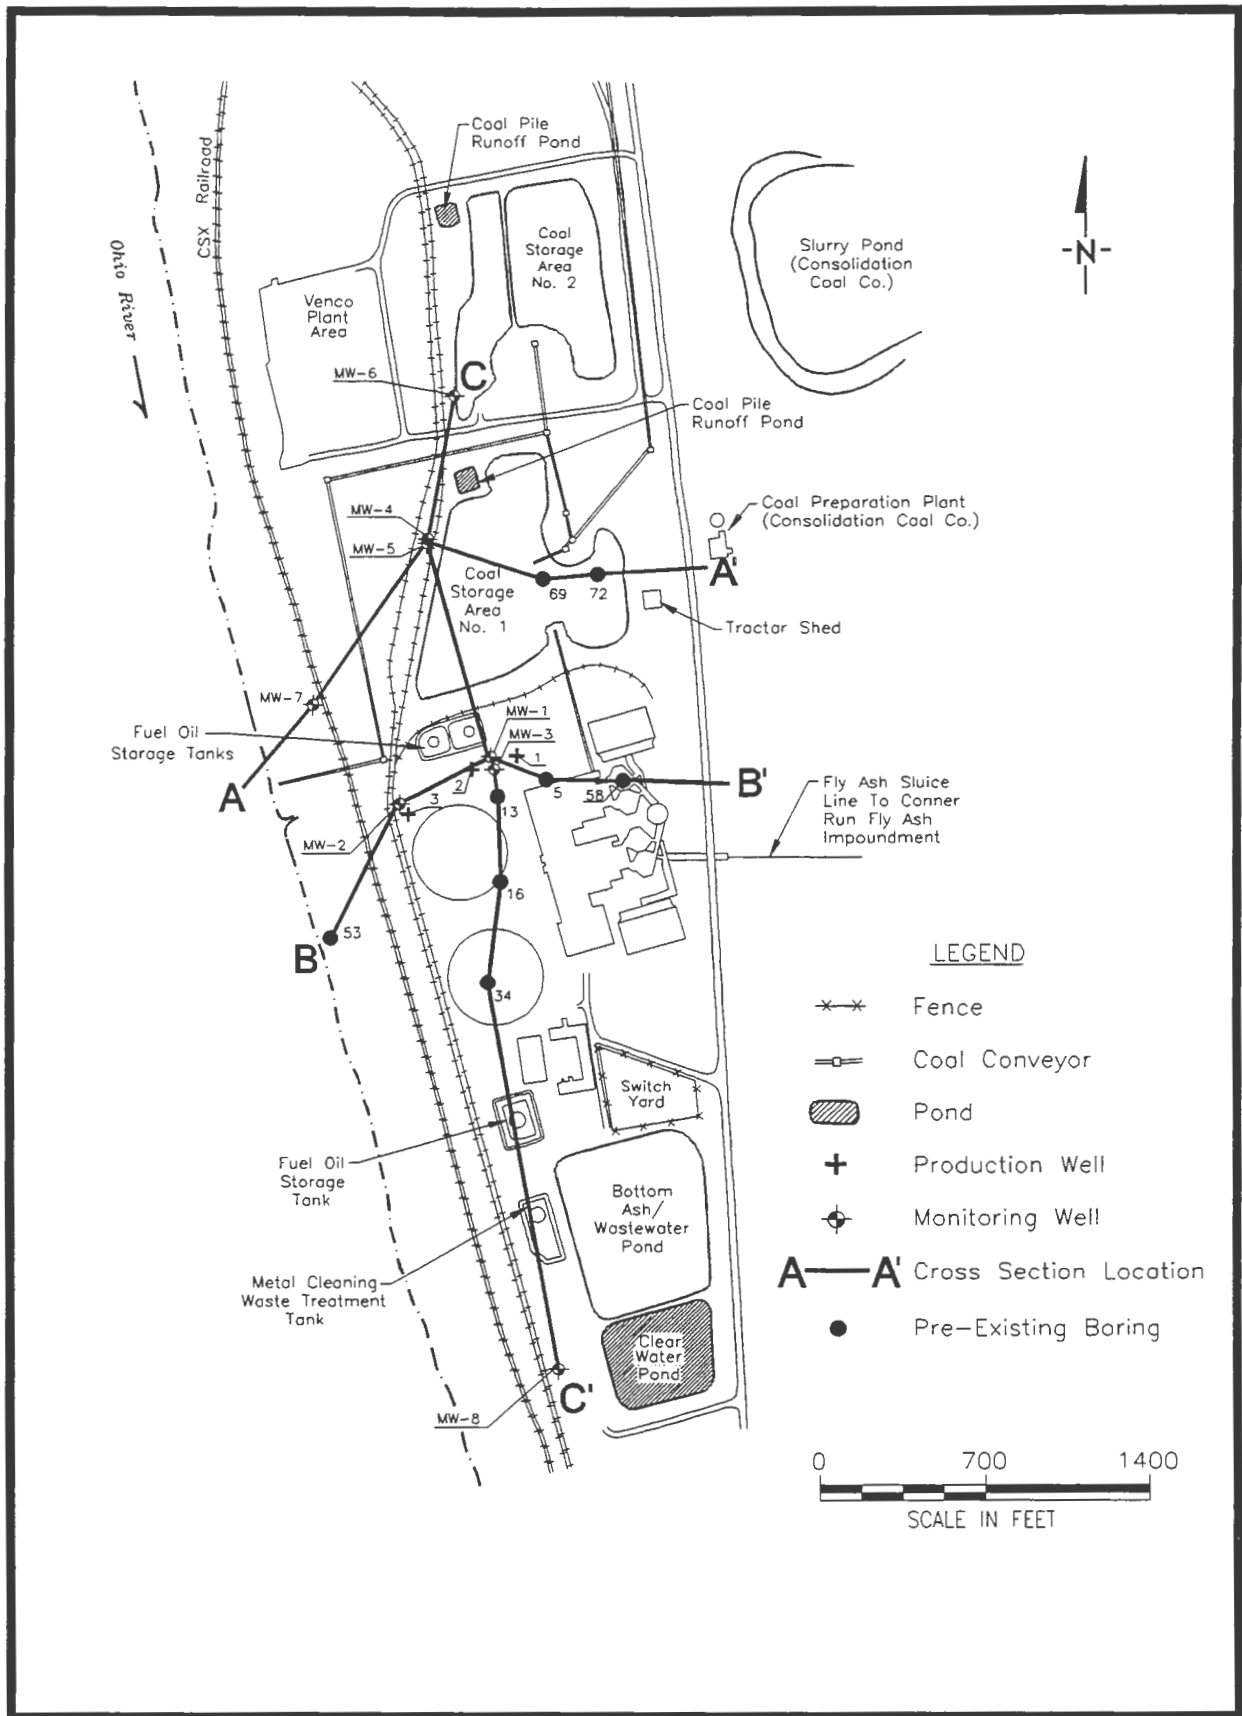 Coal Pile
Runoff Pond
CSX Railroad
Ohio River
Coal
Storage
Area
No. 2
Slurry Pond
(Consolidation
Coal Co.)
-N-
Venco
Plant
Area
MW-6
C
Coal Pile
Runoff Pond
MW-4
MW-5
Coal Preparation Plant
(Consolidation Coal Co.)
A'
Coal
Storage
Area
No. 1
69
72
Tractor Shed
MW-7
Fuel Oil
Storage Tanks
MW-1
MW-3
1
A
2
3
13
5
58
B'
MW-2
Fly Ash Sluice
Line To Conner
Run Fly Ash
Impoundment
16
53
B
34
LEGEND
Fence
Coal Conveyor
Pond
Production Well
Monitoring Well
A A' Cross Section Location
Pre-Existing Boring
Switch
Yard
Fuel Oil
Storage
Tank
Bottom
Ash/
Wastewater
Pond
Metal Cleaning
Waste Treatment
Tank
Clear
Water
Pond
C'
MW-8
0 700 1400
SCALE IN FEET